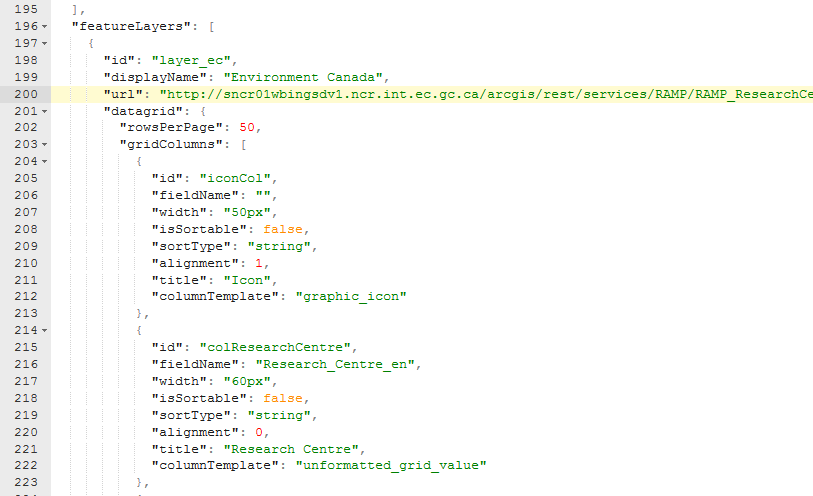 195 ],
196 "featureLayers": [
197 {
198 "id": "layer_ec",
199 "displayName": "Environment Canada",
200 "url": "http://sncr01wbingsdv1.ncr.int.ec.gc.ca/arcgis/rest/services/RAMP/RAMP_ResearchCe
201 "datagrid": {
202 "rowsPerPage": 50,
203 "gridColumns": [
204 {
205 "id": "iconCol",
206 "fieldName": "",
207 "width": "50px",
208 "isSortable": false,
209 "sortType": "string",
210 "alignment": 1,
211 "title": "Icon",
212 "columnTemplate": "graphic_icon"
213 },
214 {
215 "id": "colResearchCentre",
216 "fieldName": "Research_Centre_en",
217 "width": "60px",
218 "isSortable": false,
219 "sortType": "string",
220 "alignment": 0,
221 "title": "Research Centre",
222 "columnTemplate": "unformatted_grid_value"
223 },